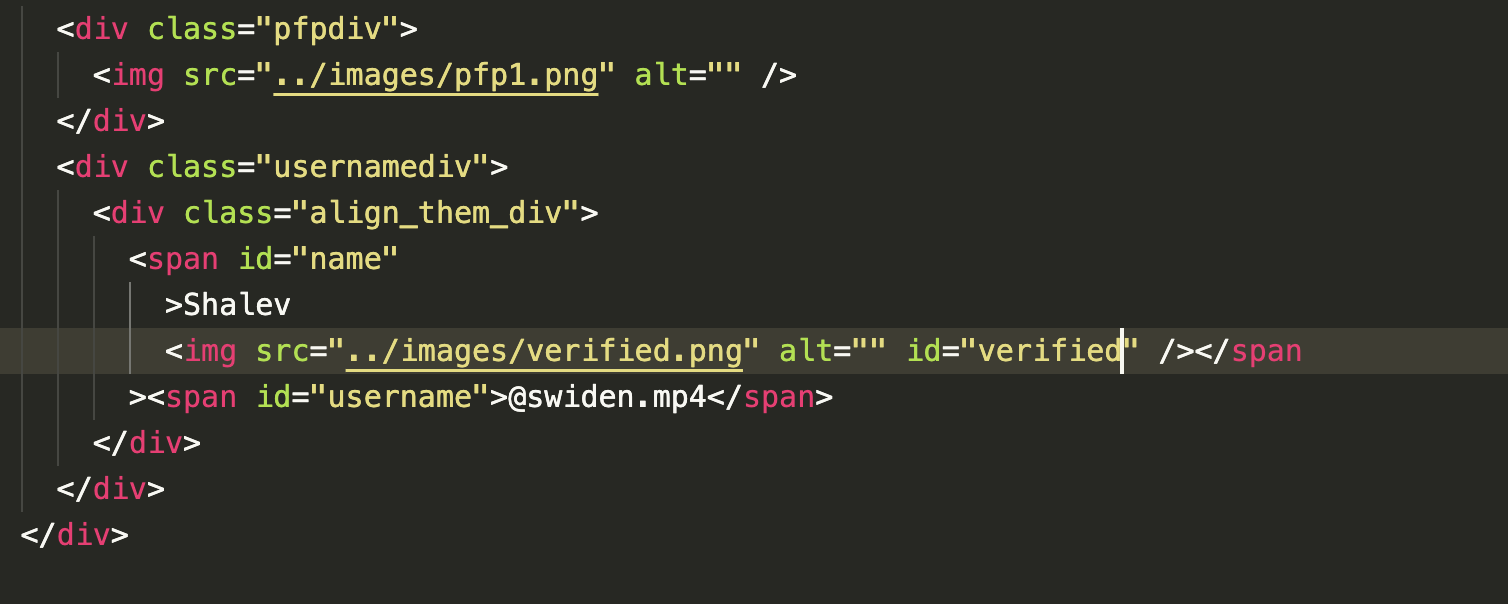 <div class="pfpdiv">
<img src="../images/pfp1.png" alt="" />
</div>
<div class="usernamediv">
<div class="align_them_div">
<span id="name"
>Shalev
<img src="../images/verified.png" alt="" id="verified" /></span
><span id="username">@swiden.mp4</span>
</div>
</div>
</div>